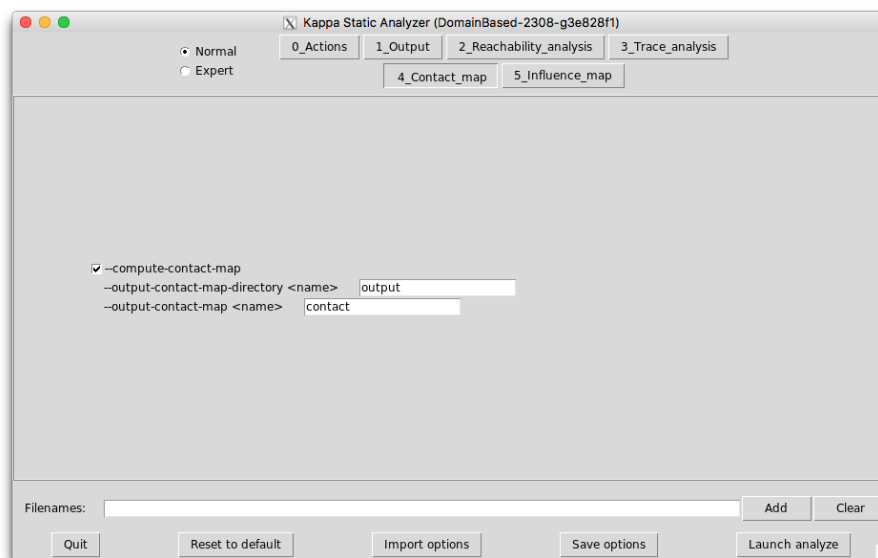 Kappa Static Analyzer (DomainBased-2308-g3e828f1)
Normal 0_Actions 1_Output 2_Reachability_analysis 3_Trace_analysis
Expert 4_Contact_map 5_Influence_map
--compute-contact-map
--output-contact-map-directory <name> output
--output-contact-map <name> contact
Filenames: Add Clear
Quit Reset to default Import options Save options Launch analyze